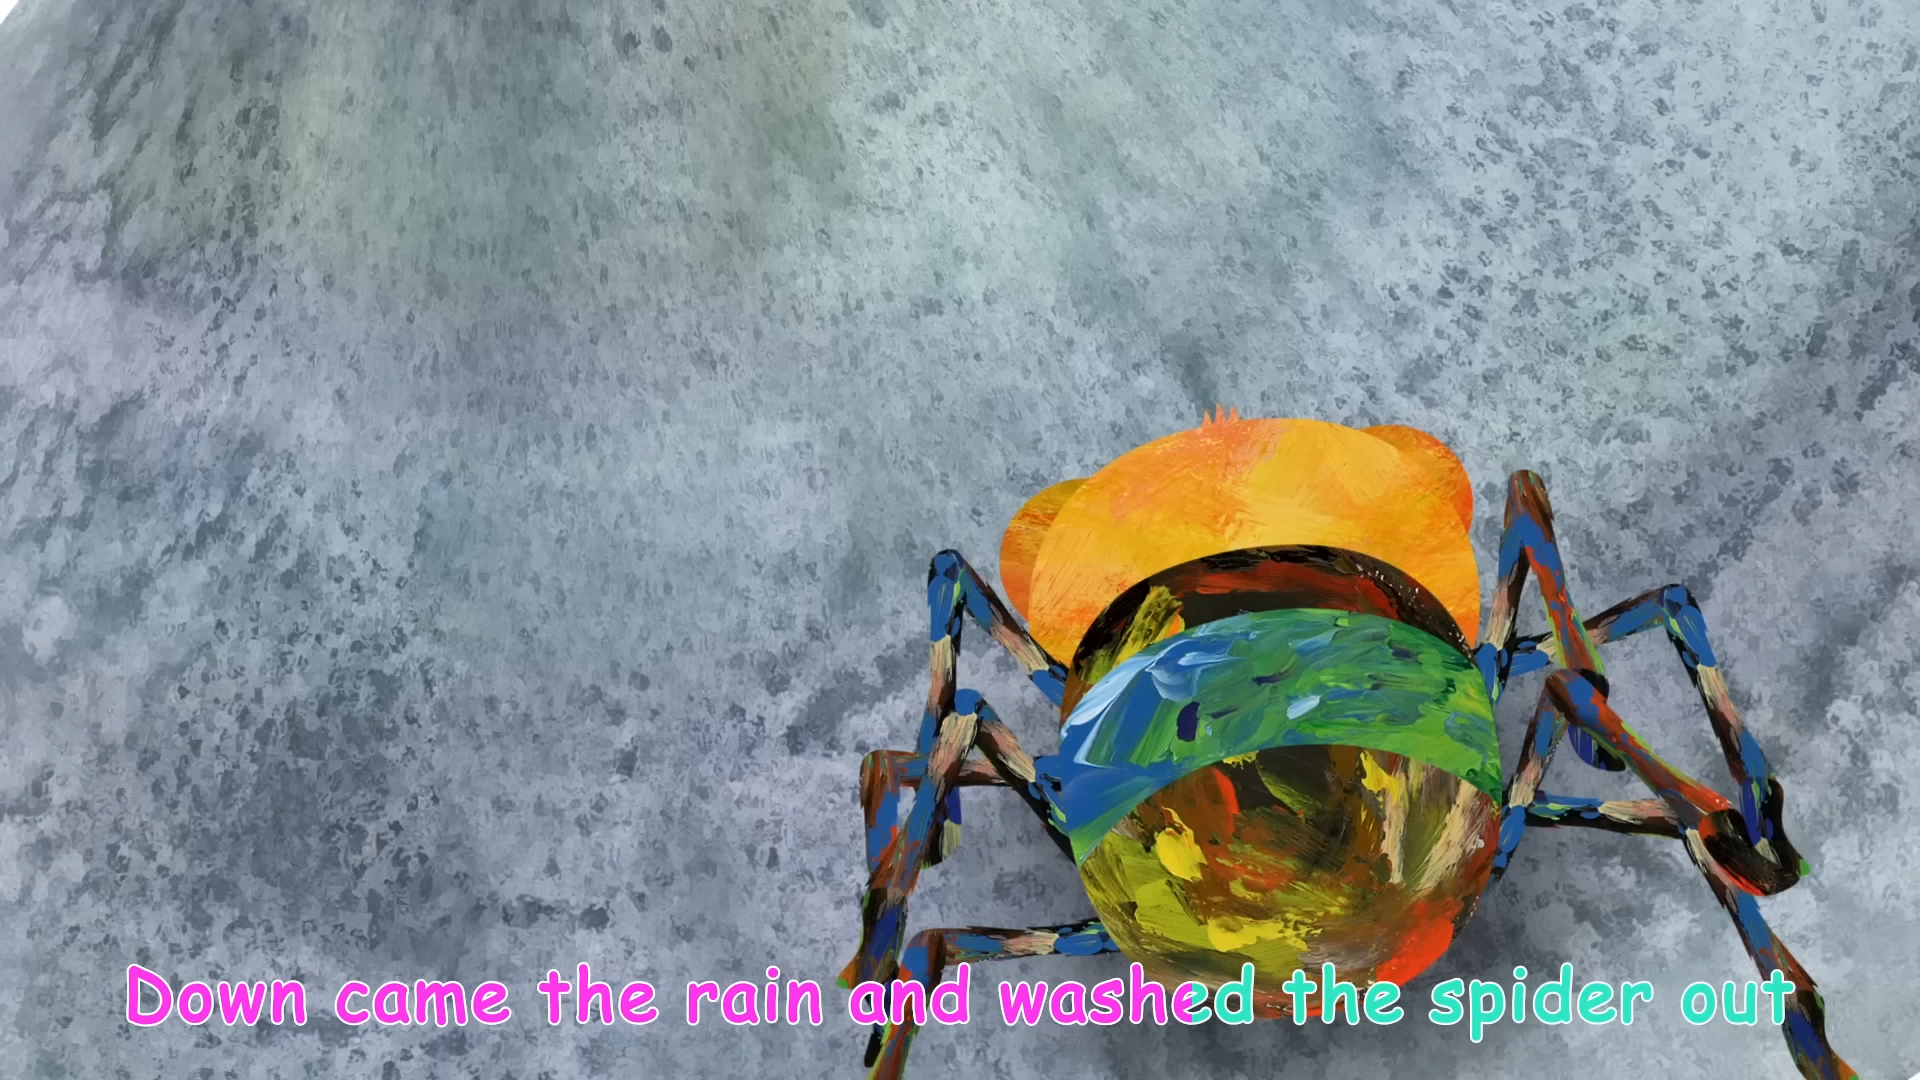 Down came the rain and washed the spider out